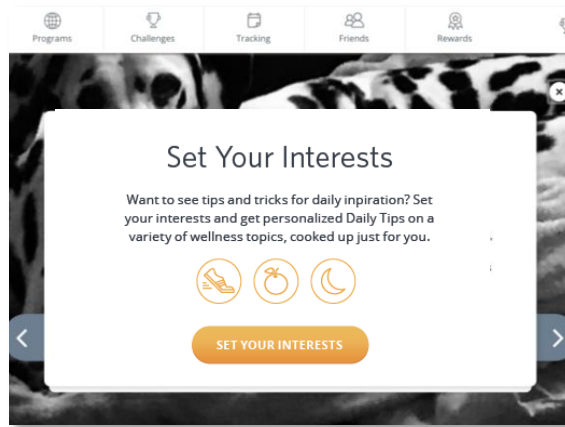 Programs
Challenges
Tracking
Friends
Rewards
Set Your Interests
Want to see tips and tricks for daily inpiration? Set
your interests and get personalized Daily Tips on a
variety of wellness topics, cooked up just for you.
SET YOUR INTERESTS